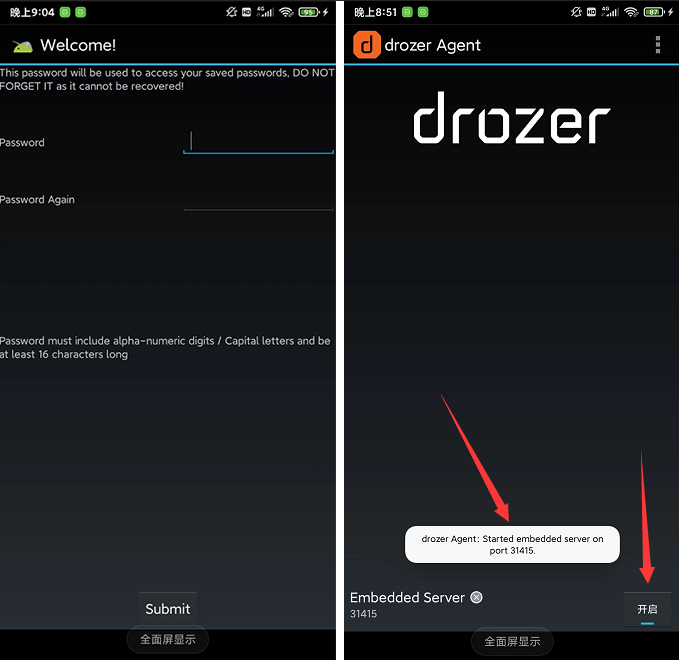 晚上9:04
HD
4G
95
Welcome!
This password will be used to access your saved passwords, DO NOT
FORGET IT as it cannot be recovered!
Password
Password Again
Password must include alpha-numeric digits / Capital letters and be
at least 16 characters long
Submit
全面屏显示
晚上8:51
HD
4G
87
d drozer Agent
drozer
drozer Agent: Started embedded server on
port 31415.
Embedded Server
31415
开启
全面屏显示